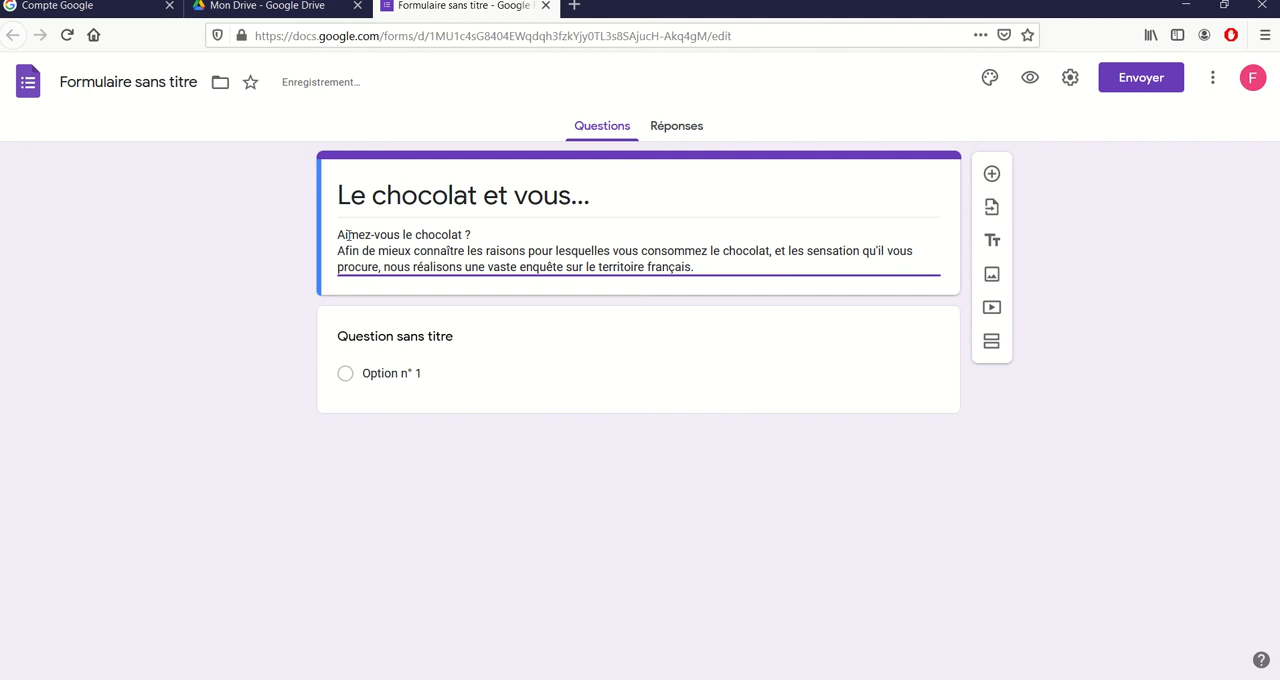 Compte Google
Mon Drive - Google Drive
Formulaire sans titre - Google F
https://docs.google.com/forms/d/1MU1c4sG8404EWqdqh3fzkYjy0TL3s8SAjucH-Akq4gM/edit
Formulaire sans titre
Enregistrement…
Envoyer
F
Questions
Réponses
Le chocolat et vous...
Aimez-vous le chocolat ?
Afin de mieux connaître les raisons pour lesquelles vous consommez le chocolat, et les sensation qu'il vous
procure, nous réalisons une vaste enquête sur le territoire français.
Tt
Question sans titre
Option n° 1